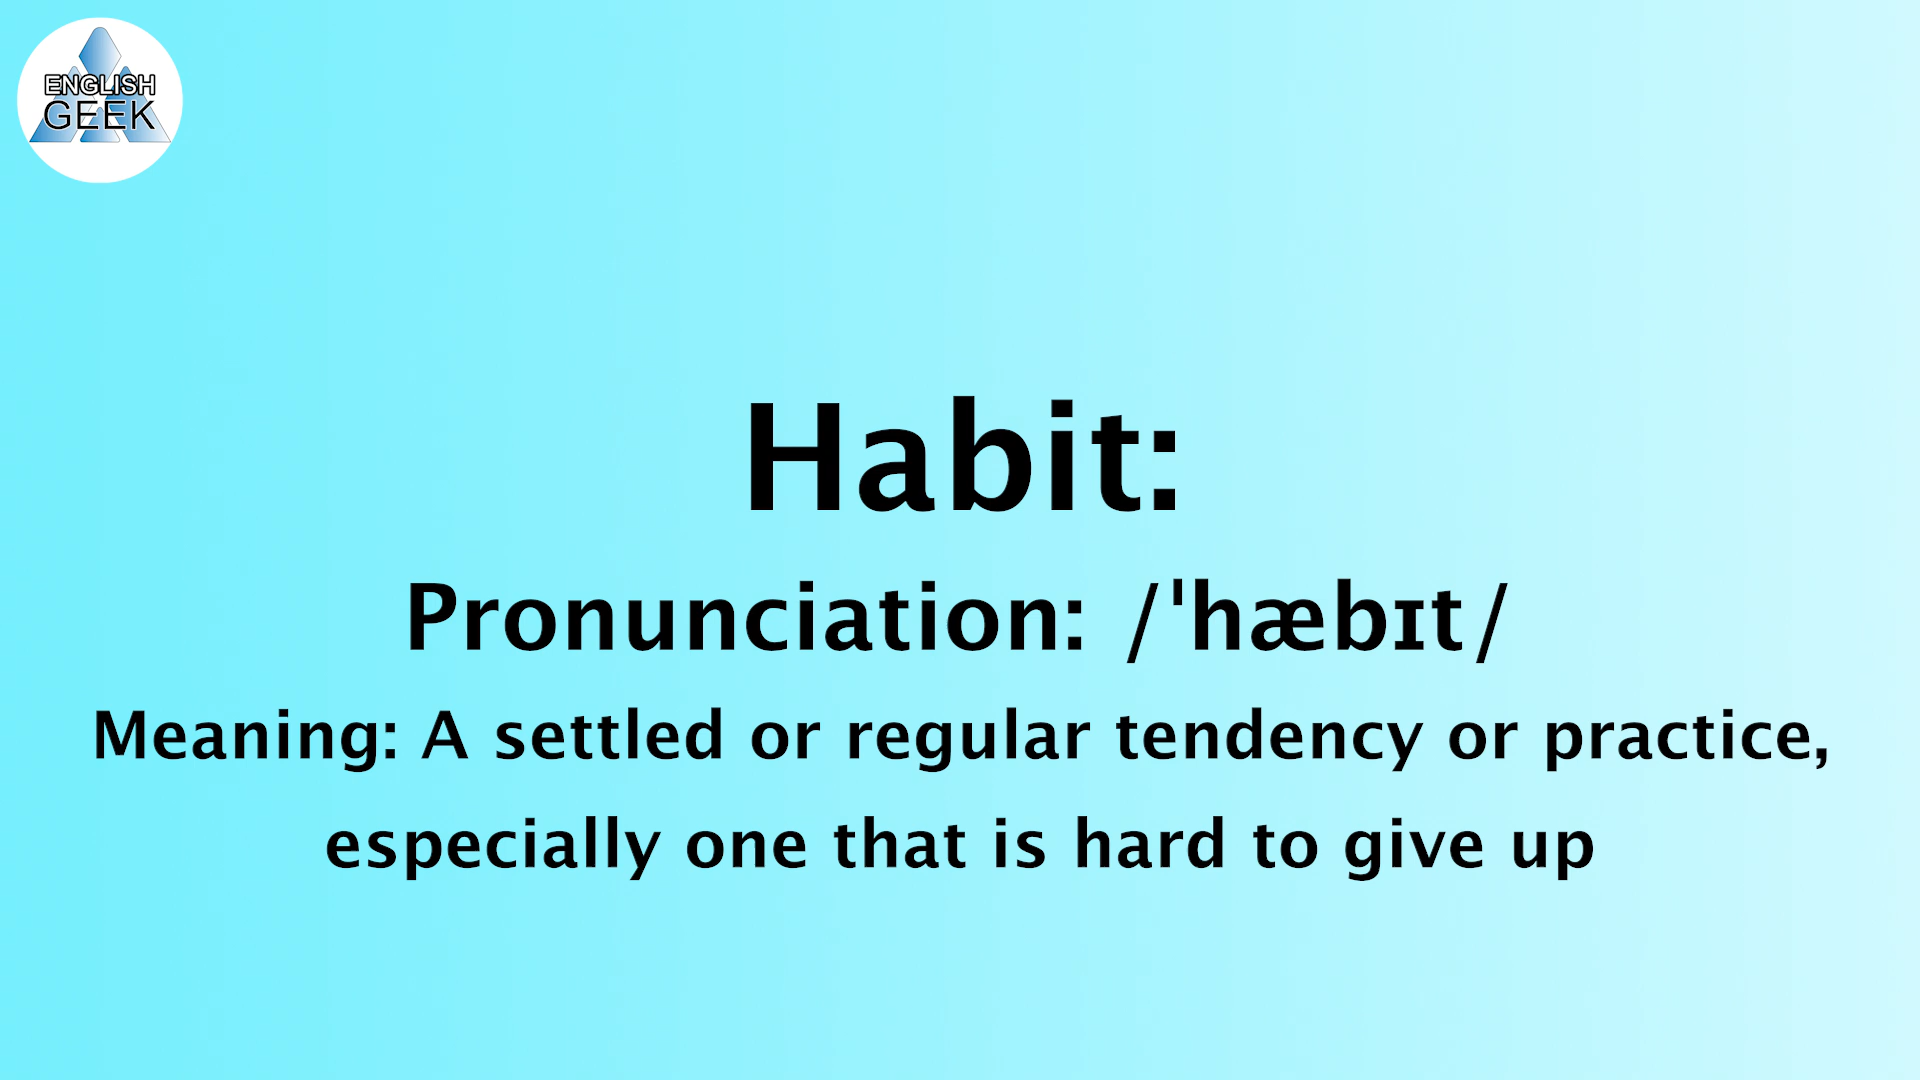 ENGLISH
GEEK
Habit:
Pronunciation: /ˈhæbɪt/
Meaning: A settled or regular tendency or practice,
especially one that is hard to give up